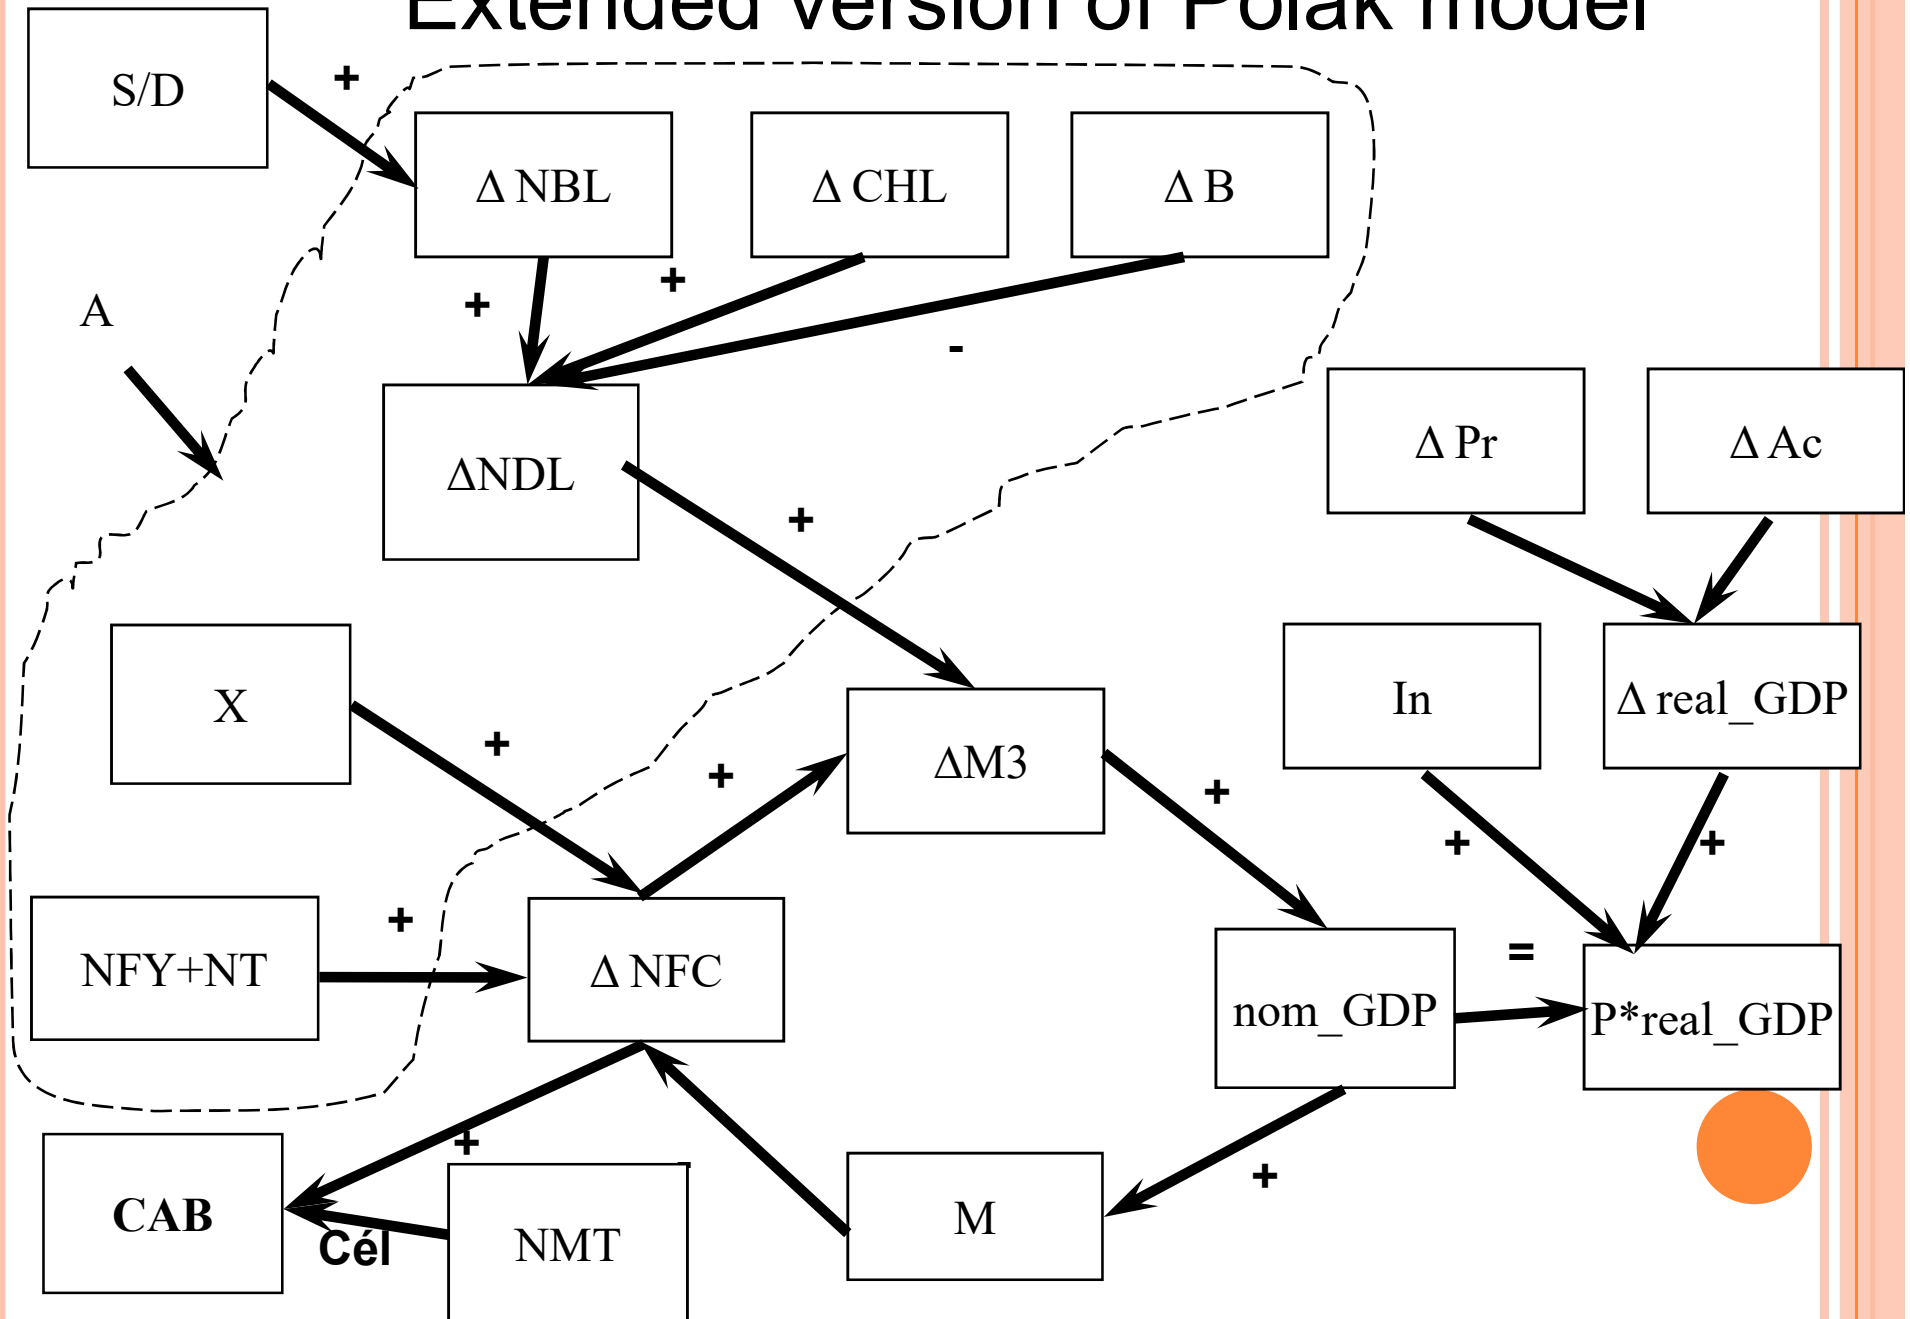 Extended version of Polak model
S/D
+
Δ NBL
Δ CHL
Δ B
+
+
-
A
ΔNDL
+
Δ Pr
Δ Ac
X
+
+
ΔM3
+
In
Δ real_GDP
+
+
NFY+NT
+
Δ NFC
nom_GDP
=
P*real_GDP
CAB
+
-
Cél
NMT
M
+